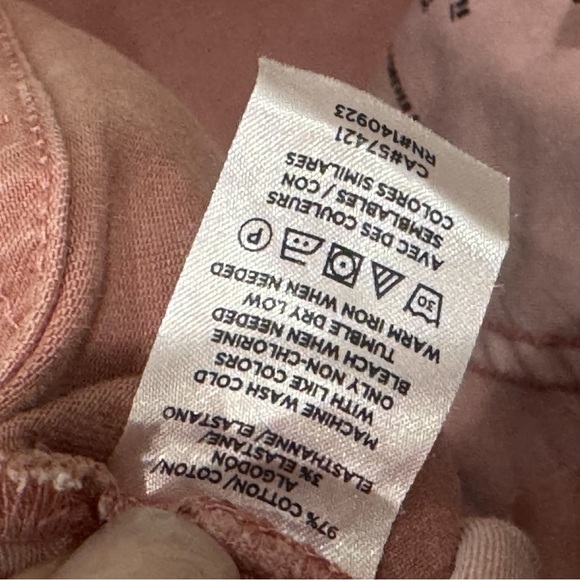 97% COTTON/ COTON/
ALGODÓN
3% ELASTANE/
ELASTHANNE/ ELASTANO
MACHINE WASH COLD
WITH LIKE COLORS
ONLY NON-CHLORINE
BLEACH WHEN NEEDED
TUMBLE DRY LOW
WARM IRON WHEN NEEDED
30 P
AVEC DES COULEURS
SEMBLABLES / CON
COLORES SIMILARES
CA#57421
RN#140923